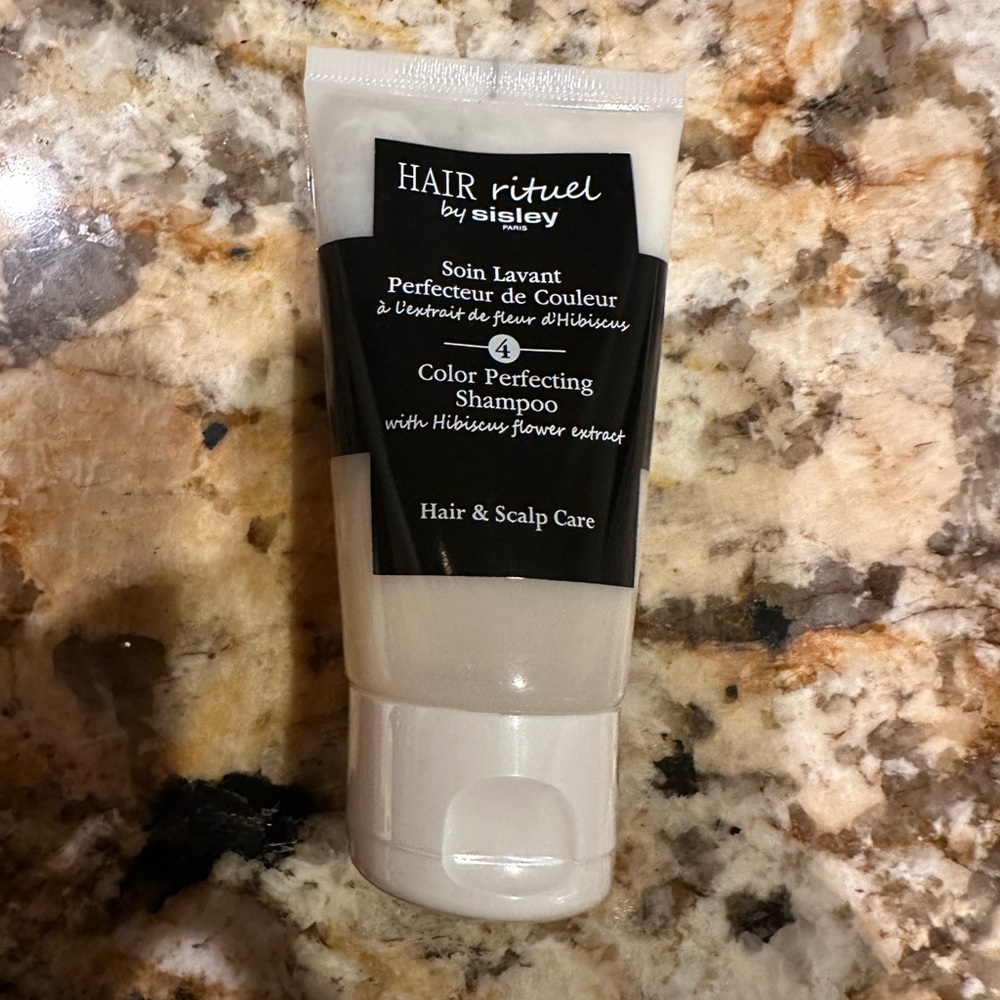 HAIR rituel
by sisley
PARIS
Soin Lavant
Perfecteur de Couleur
à l'extrait de fleur d'Hibiscus
4
Color Perfecting
Shampoo
with Hibiscus flower extract
Hair & Scalp Care